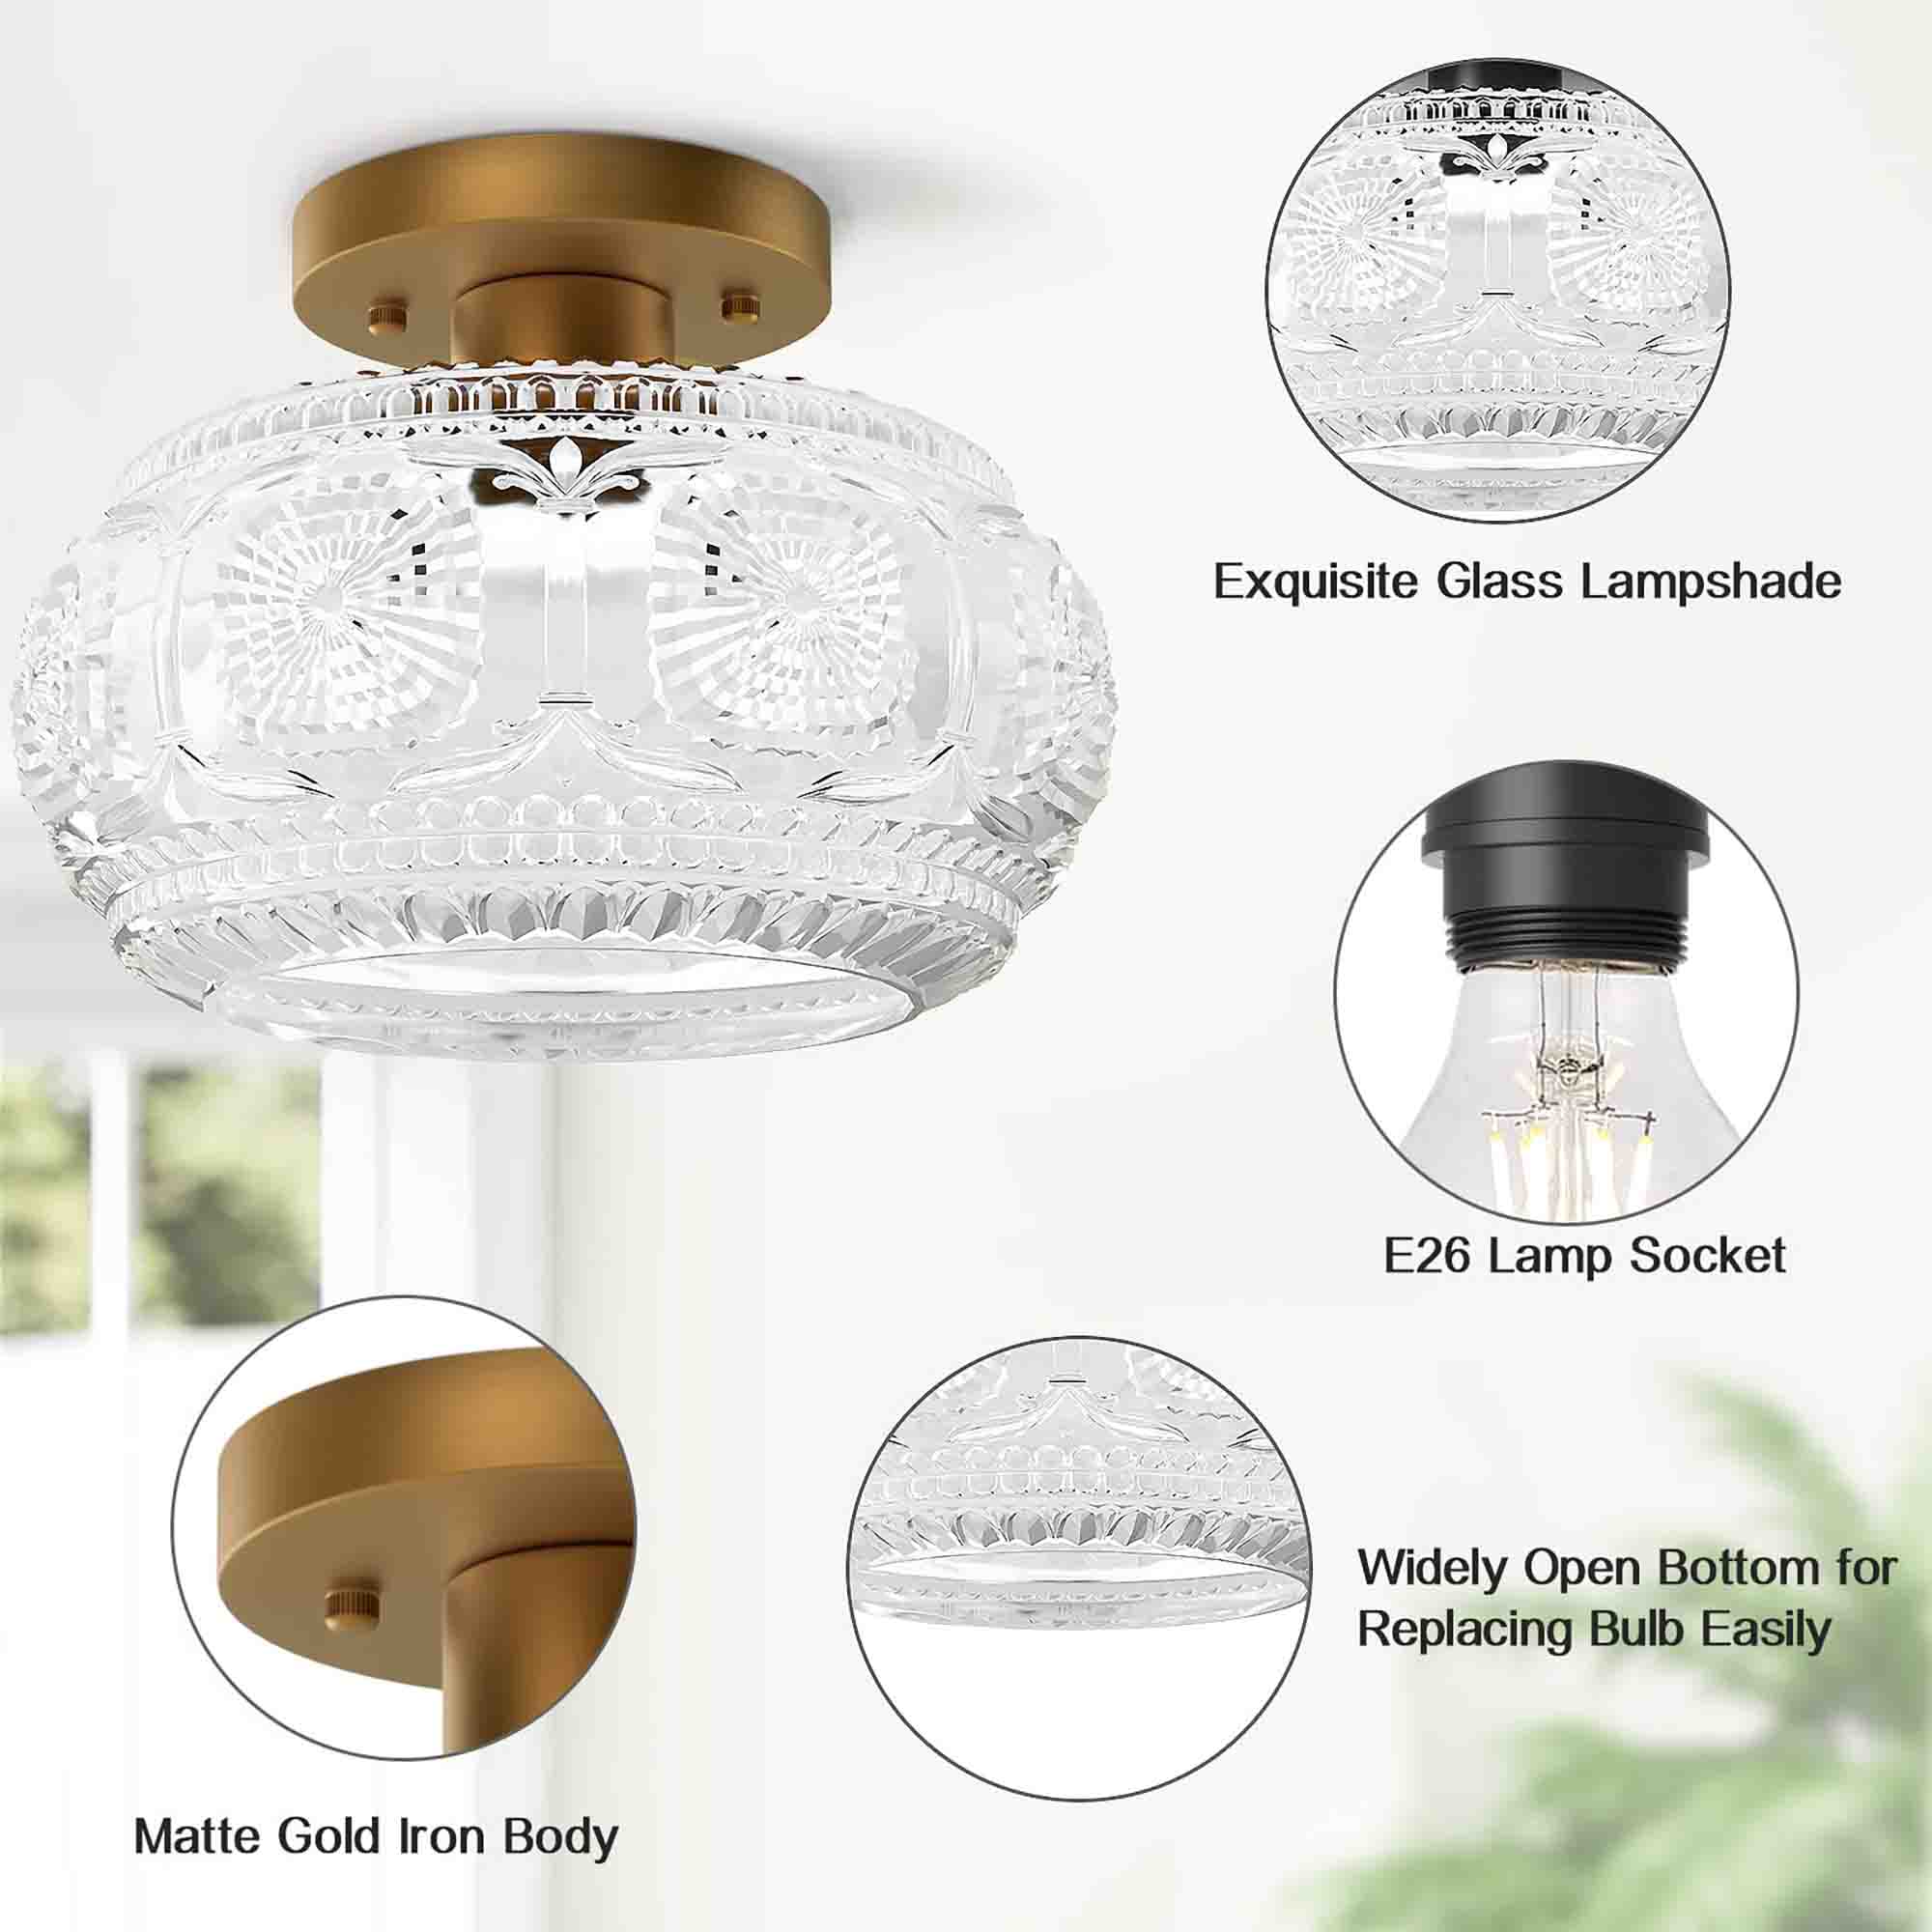 Exquisite Glass Lampshade
E26 Lamp Socket
Widely Open Bottom for
Replacing Bulb Easily
Matte Gold Iron Body